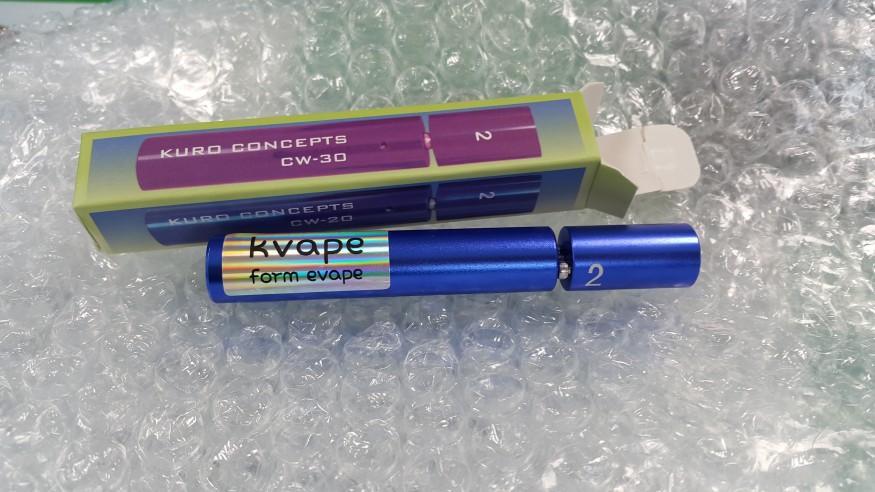 KURO CONCEPTS
CW-30
2
KURO CONCEPTS
CW-20
2
kvape
form evape
2